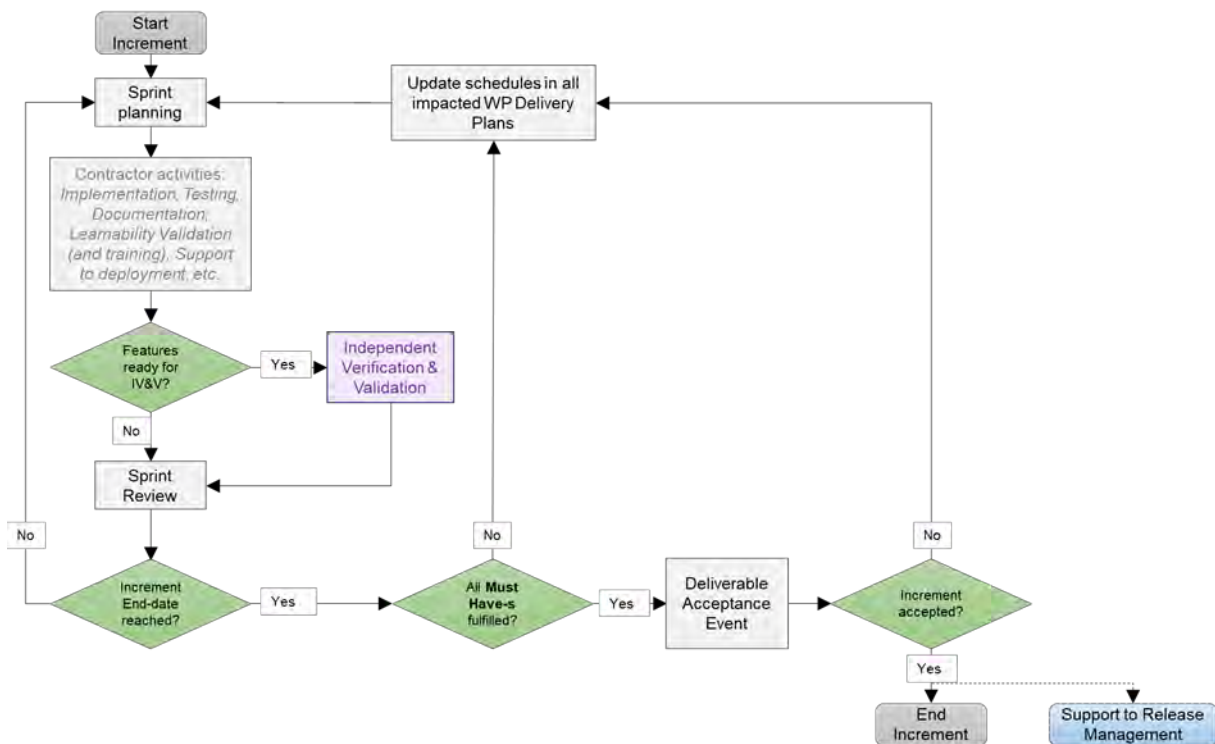 Start
Increment
Sprint
planning
Update schedules in all
impacted WP Delivery
Plans
Contractor activities:
Implementation, Testing,
Documentation,
Learnability Validation
(and training), Support
to deployment, etc.
Features
ready for
IV&V?
Yes
Independent
Verification &
Validation
No
Sprint
Review
No
No
No
Increment
End-date
reached?
Yes
All Must
Have-s
fulfilled?
Yes
Deliverable
Acceptance
Event
Increment
accepted?
Yes
End
Increment
Support to Release
Management